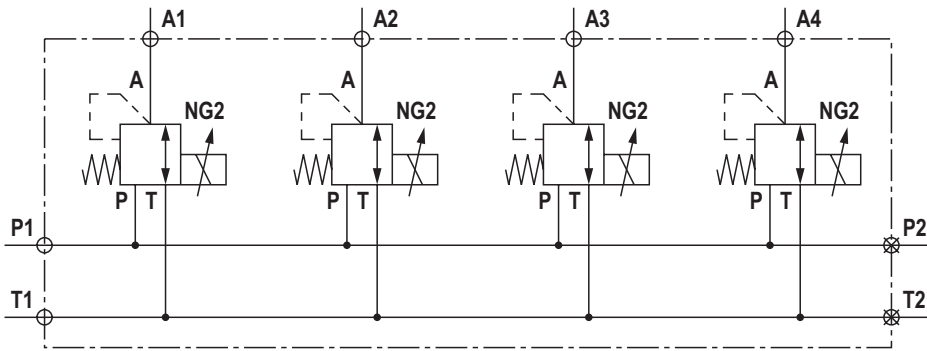 A1 A2 A3 A4
A A A A
NG2 NG2 NG2 NG2
P T P T P T P T
P1 P2
T1 T2